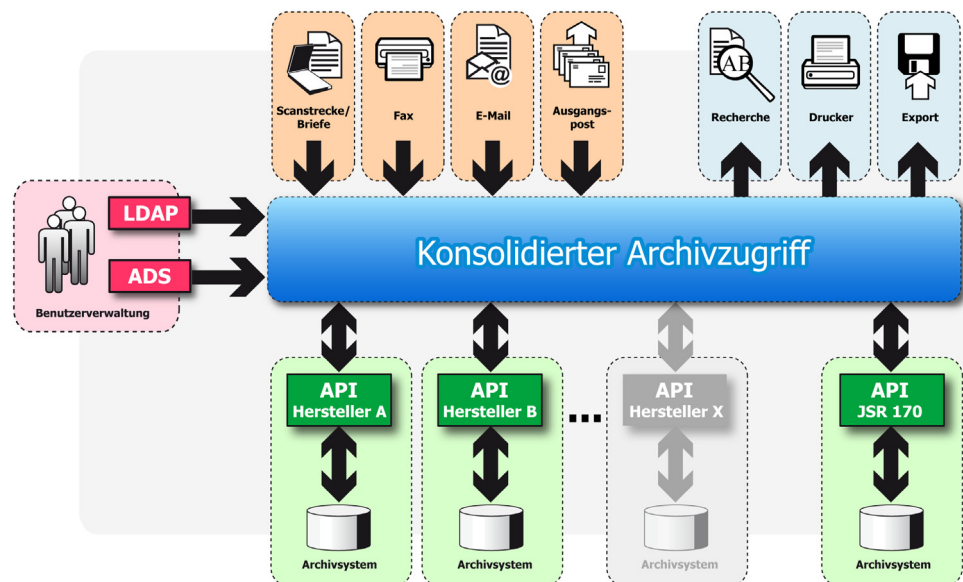 AB
@
Scanstrecke/
Briefe
Fax
E-Mail
Ausgangs-
post
Recherche
Drucker
Export
LDAP
ADS
Benutzerverwaltung
Konsolidierter Archivzugriff
API
Hersteller A
API
Hersteller B
...
API
Hersteller X
API
JSR 170
Archivsystem
Archivsystem
Archivsystem
Archivsystem